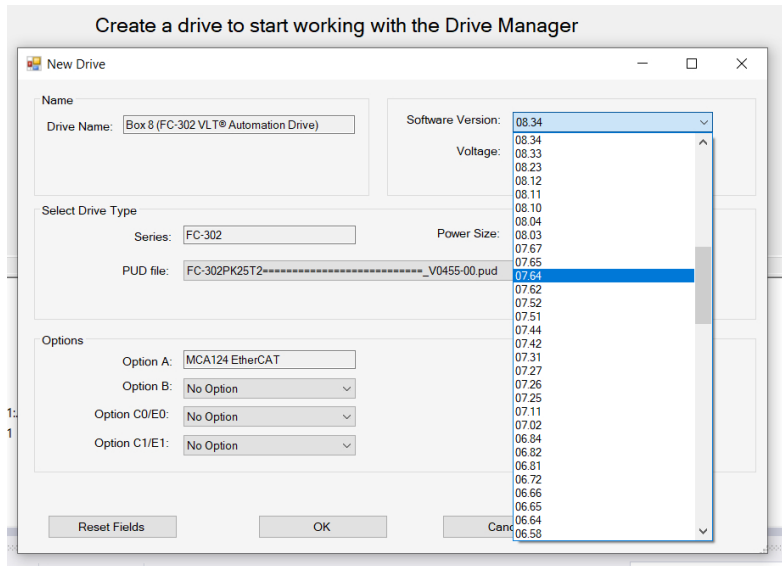 Create a drive to start working with the Drive Manager
New Drive
Name
Drive Name: Box 8 (FC-302 VLT® Automation Drive)
Software Version: 08.34
Voltage:
Select Drive Type
Series: FC-302
Power Size:
PUD file: FC-302PK25T2===========================_V0455-00.pud
Options
Option A: MCA124 EtherCAT
Option B: No Option
Option C0/E0: No Option
Option C1/E1: No Option
08.34
08.33
08.23
08.12
08.11
08.10
08.04
08.03
07.67
07.65
07.64
07.62
07.52
07.51
07.44
07.42
07.31
07.27
07.26
07.25
07.11
07.02
06.84
06.82
06.81
06.72
06.66
06.65
06.64
06.58
1:
1
Reset Fields
OK
Canc